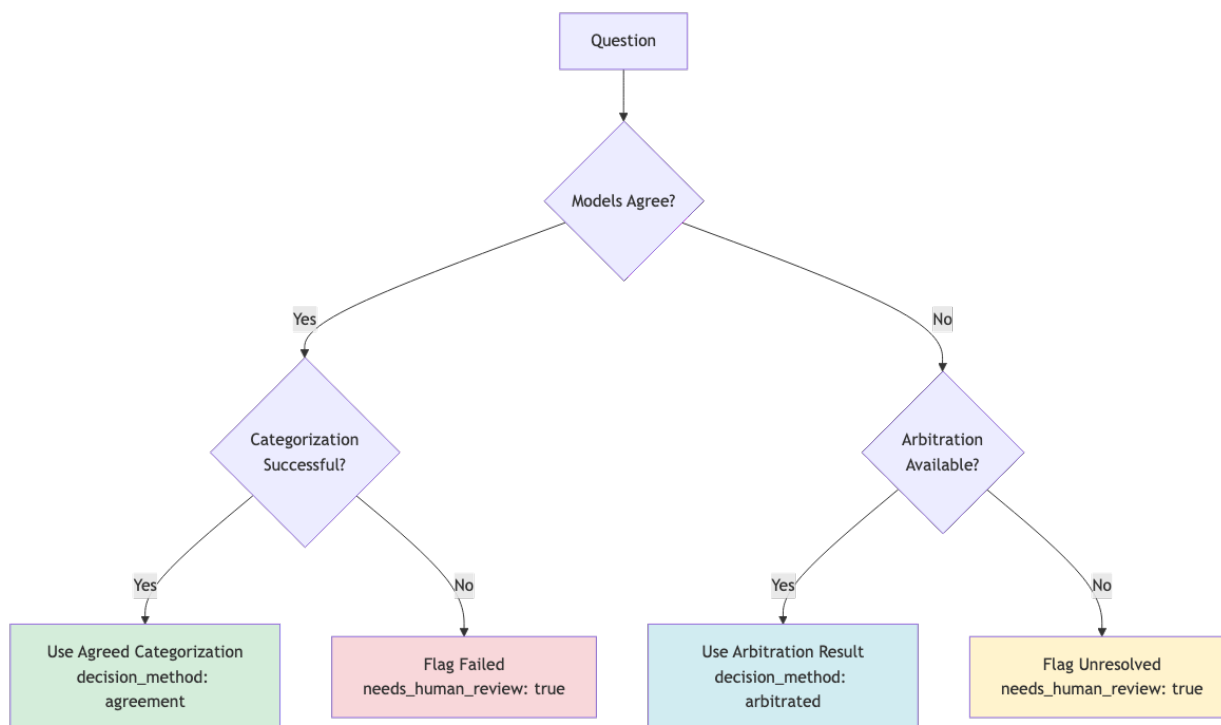 Question
Models Agree?
Yes
No
Categorization
Successful?
Arbitration
Available?
Yes
No
Yes
No
Use Agreed Categorization
decision_method:
agreement
Flag Failed
needs_human_review: true
Use Arbitration Result
decision_method:
arbitrated
Flag Unresolved
needs_human_review: true